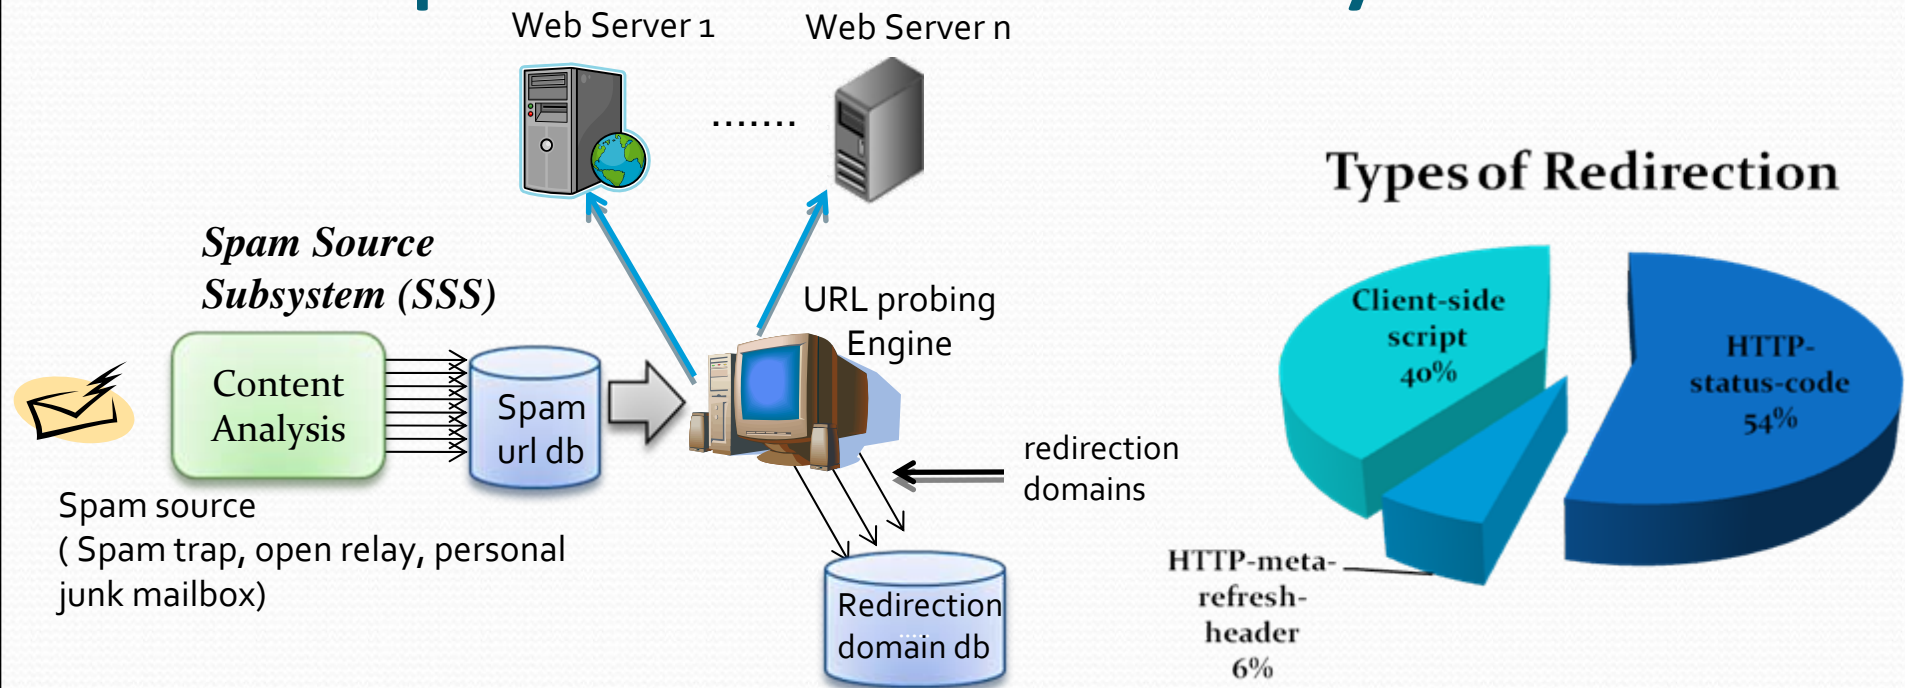 Web Server 1
Web Server n
.......
Types of Redirection
Spam Source
Subsystem (SSS)
URL probing
Engine
Content
Analysis
Spam
url db
redirection
domains
Spam source
( Spam trap, open relay, personal
junk mailbox)
Redirection
domain db
....
Client-side
script
40%
HTTP-
status-code
54%
HTTP-meta-
refresh-
header
6%